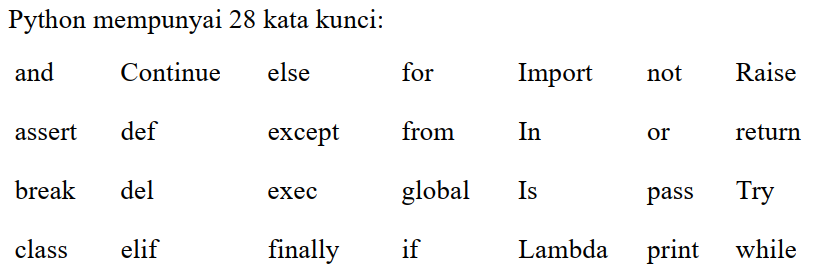 Python mempunyai 28 kata kunci:
and Continue else for Import not Raise
assert def except from In or return
break del exec global Is pass Try
class elif finally if Lambda print while